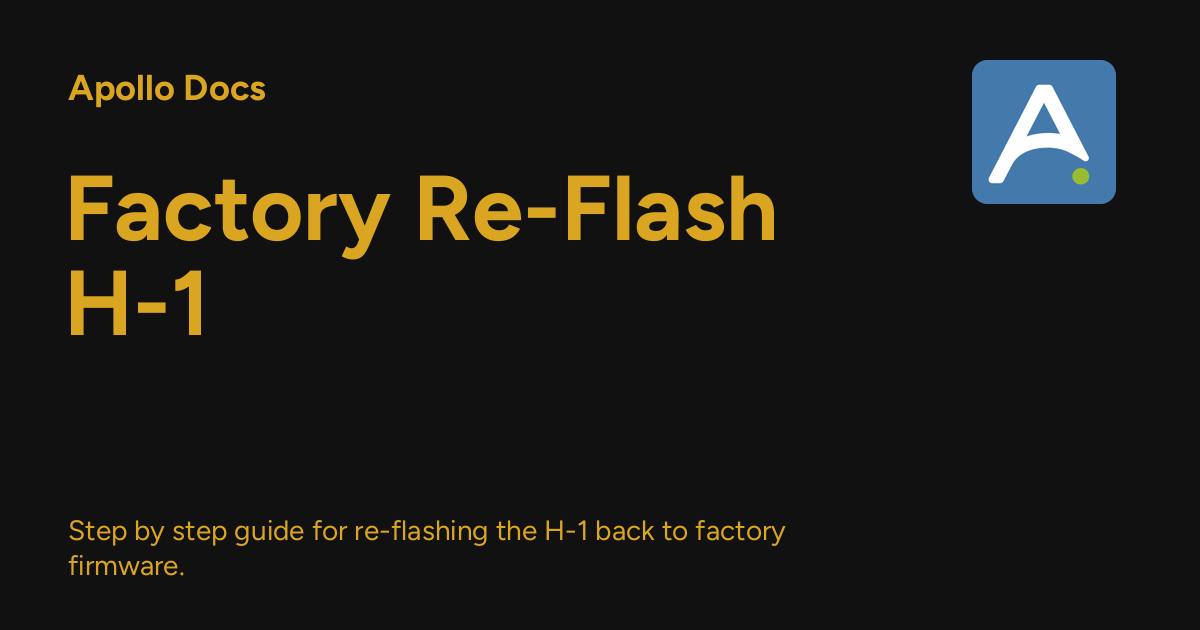 Apollo Docs
Factory Re-Flash
H-1
Step by step guide for re-flashing the H-1 back to factory
firmware.